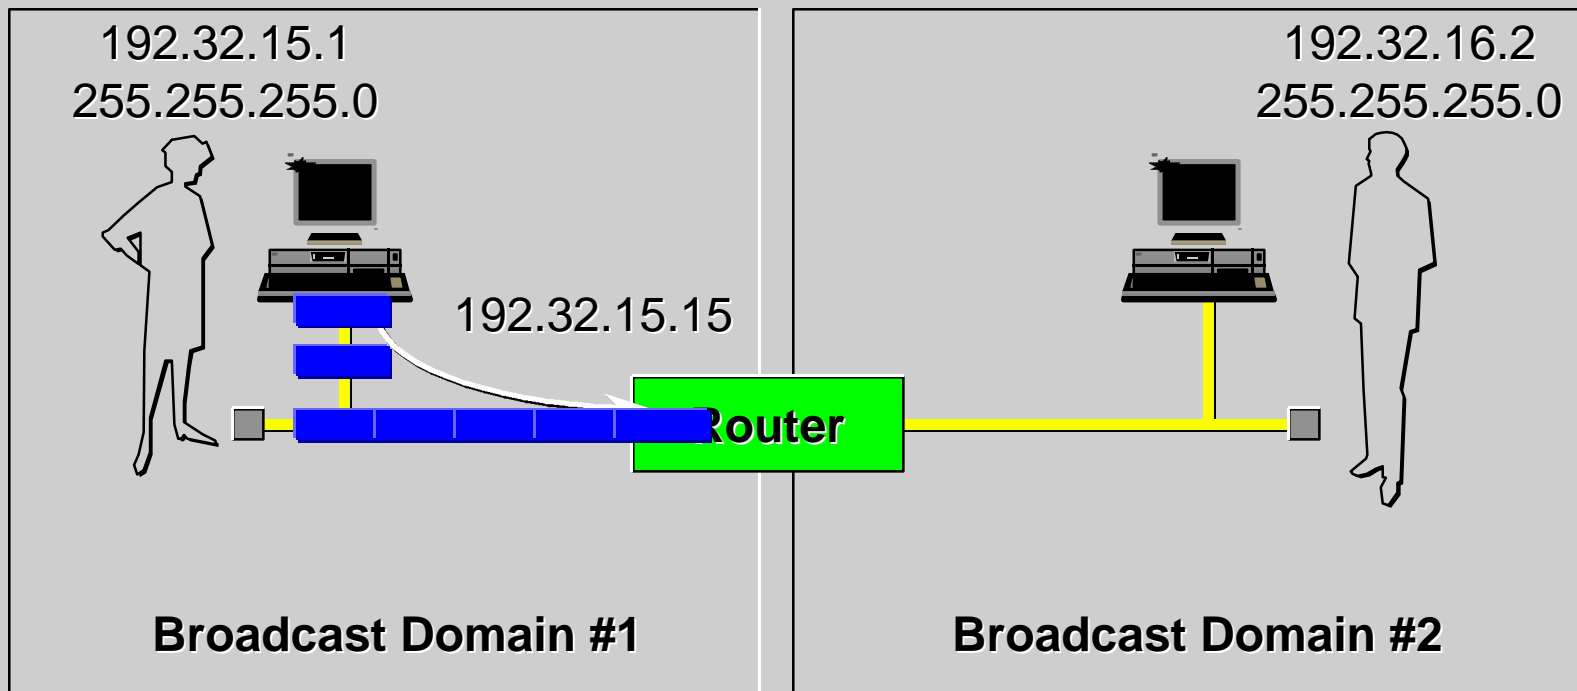 192.32.15.1
255.255.255.0
192.32.16.2
255.255.255.0
192.32.15.15
Router
Broadcast Domain #1
Broadcast Domain #2